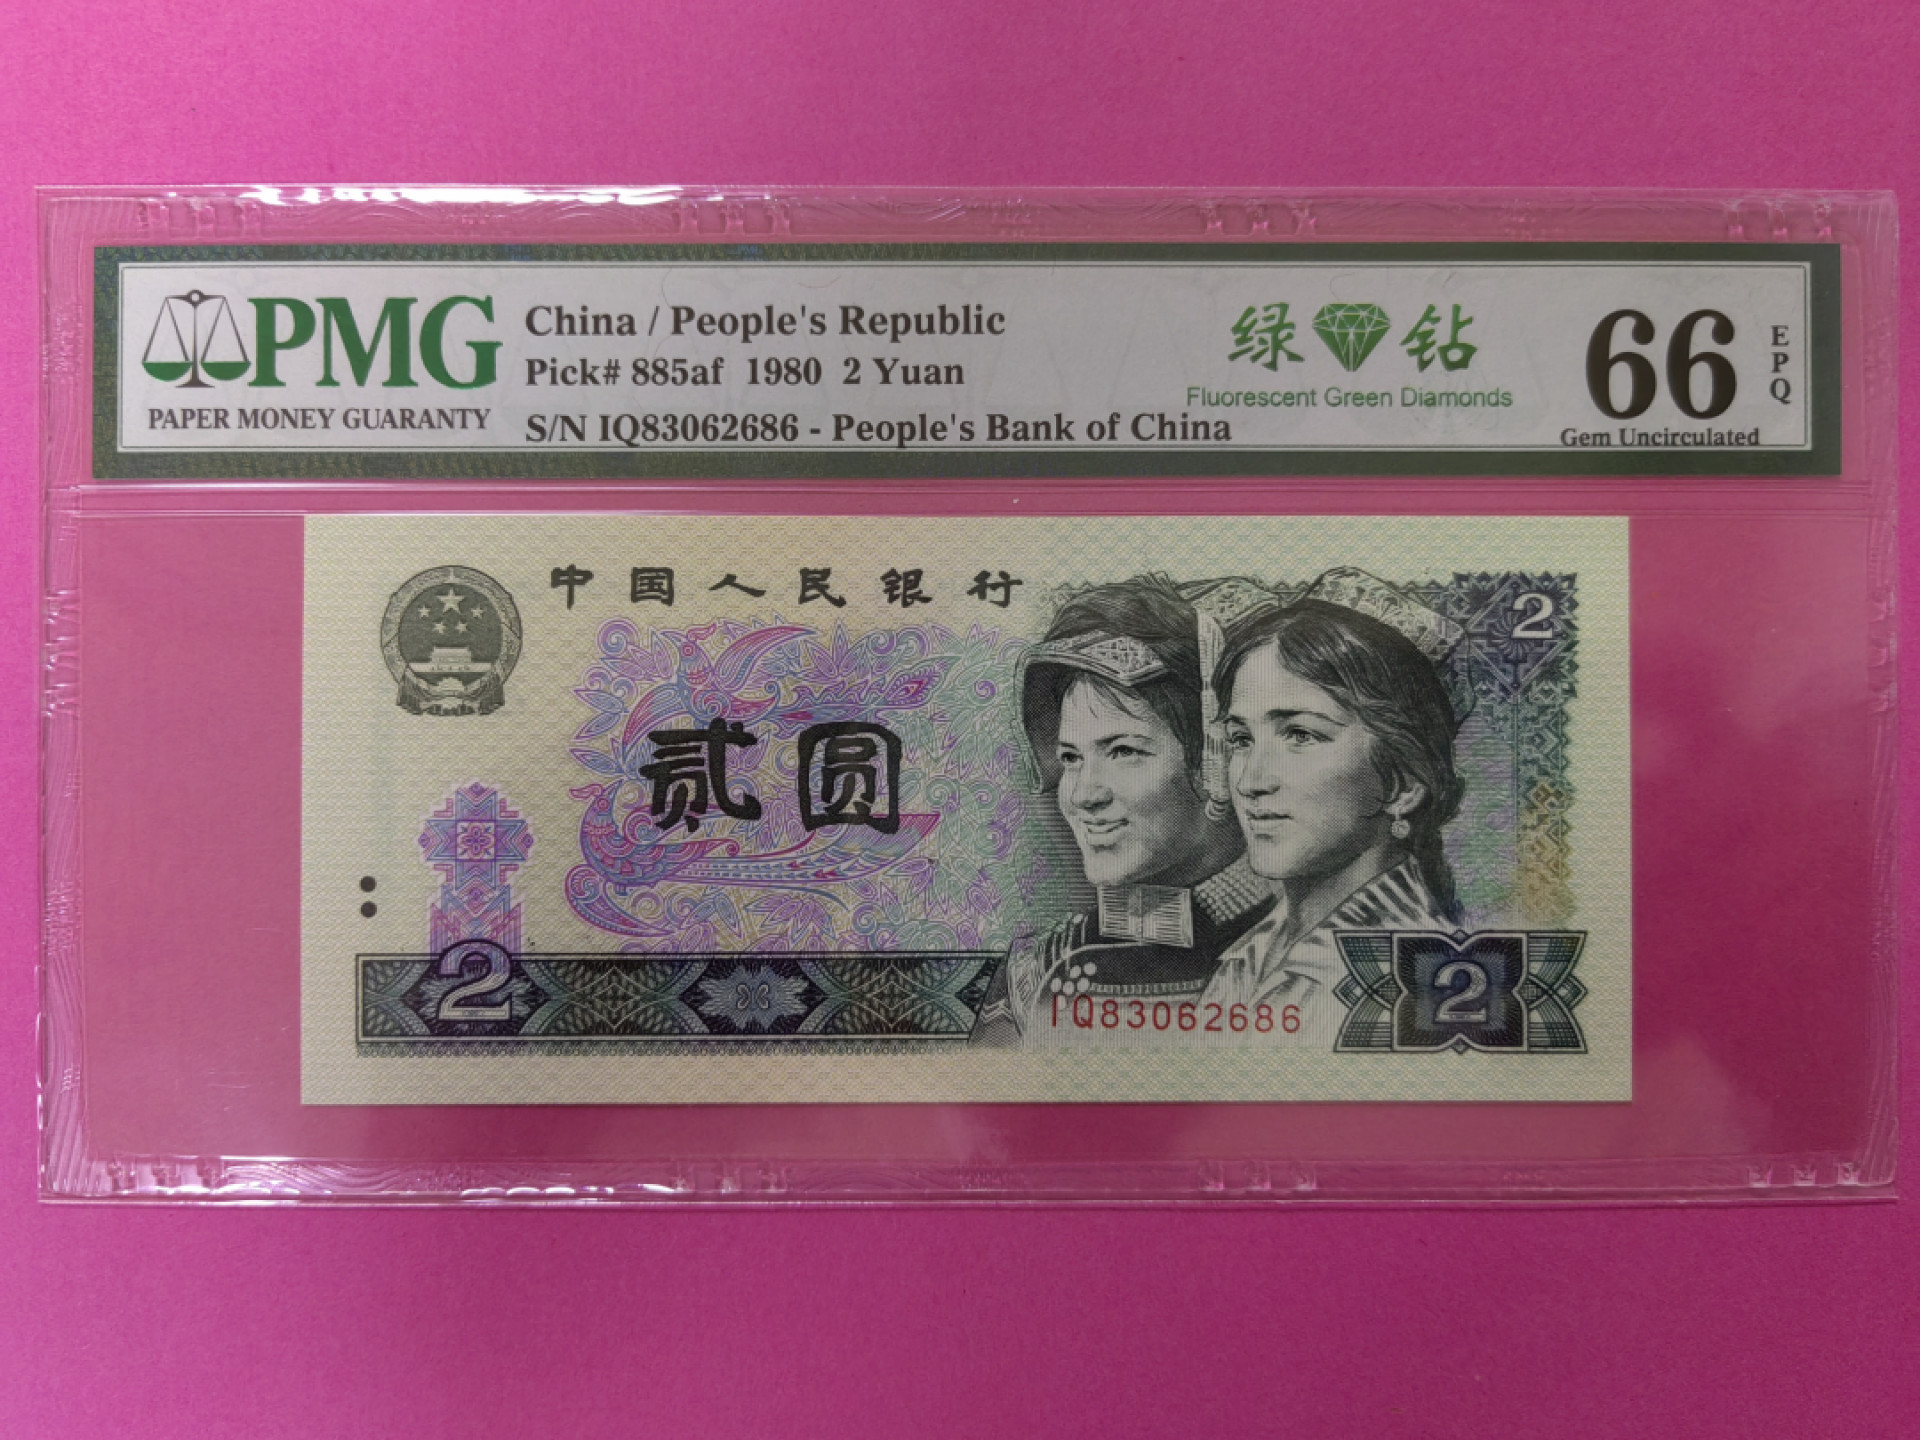 PMG
PAPER MONEY GUARANTY
China / People's Republic
Pick# 885af 1980 2 Yuan
S/N IQ83062686 - People's Bank of China
绿 钻
Fluorescent Green Diamonds
66
EPQ
Gem Uncirculated
中国人民银行
2
贰圆
2
IQ83062686
2